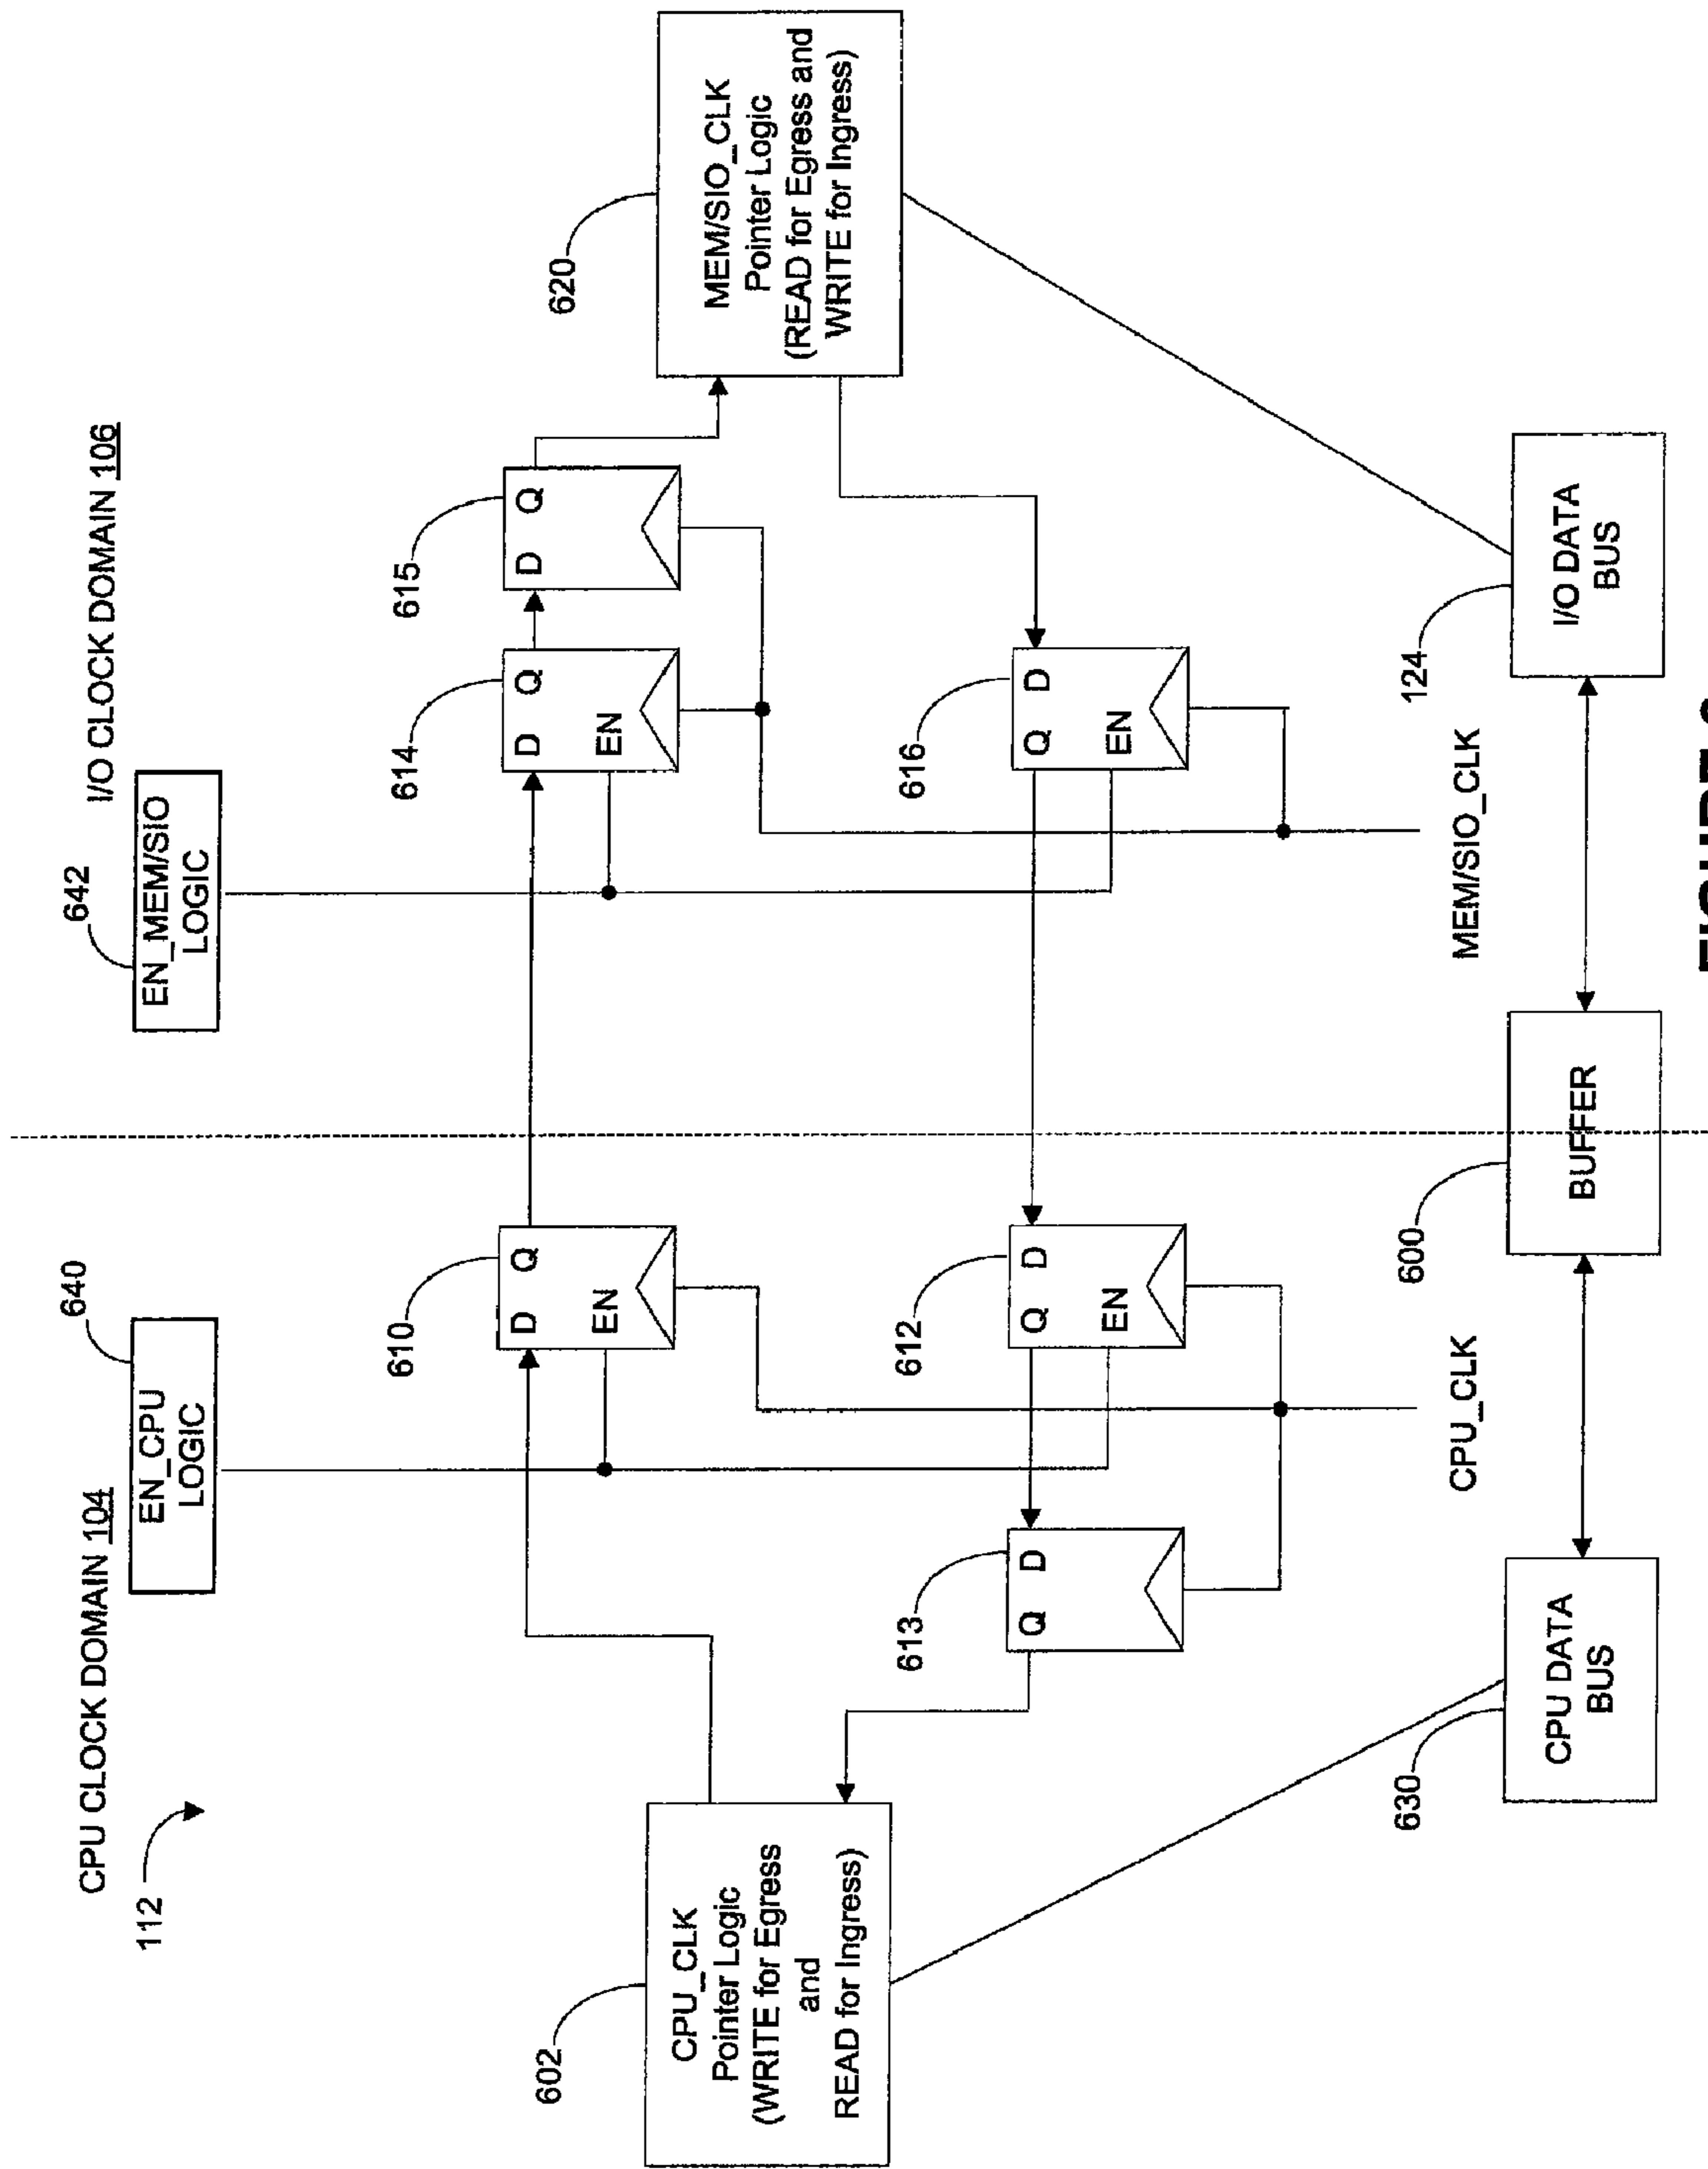 112
CPU CLOCK DOMAIN 104
I/O CLOCK DOMAIN 106
640
642
EN_CPU
LOGIC
EN_MEM/SIO
LOGIC
610
614
615
D Q
EN
D Q
EN
D Q
602
CPU_CLK
Pointer Logic
(WRITE for Egress
and
READ for Ingress)
620
MEM/SIO_CLK
Pointer Logic
(READ for Egress and
WRITE for Ingress)
613
612
616
Q D
Q D
EN
Q D
EN
CPU_CLK
MEM/SIO_CLK
630
600
124
CPU DATA
BUS
BUFFER
I/O DATA
BUS
FIGURE